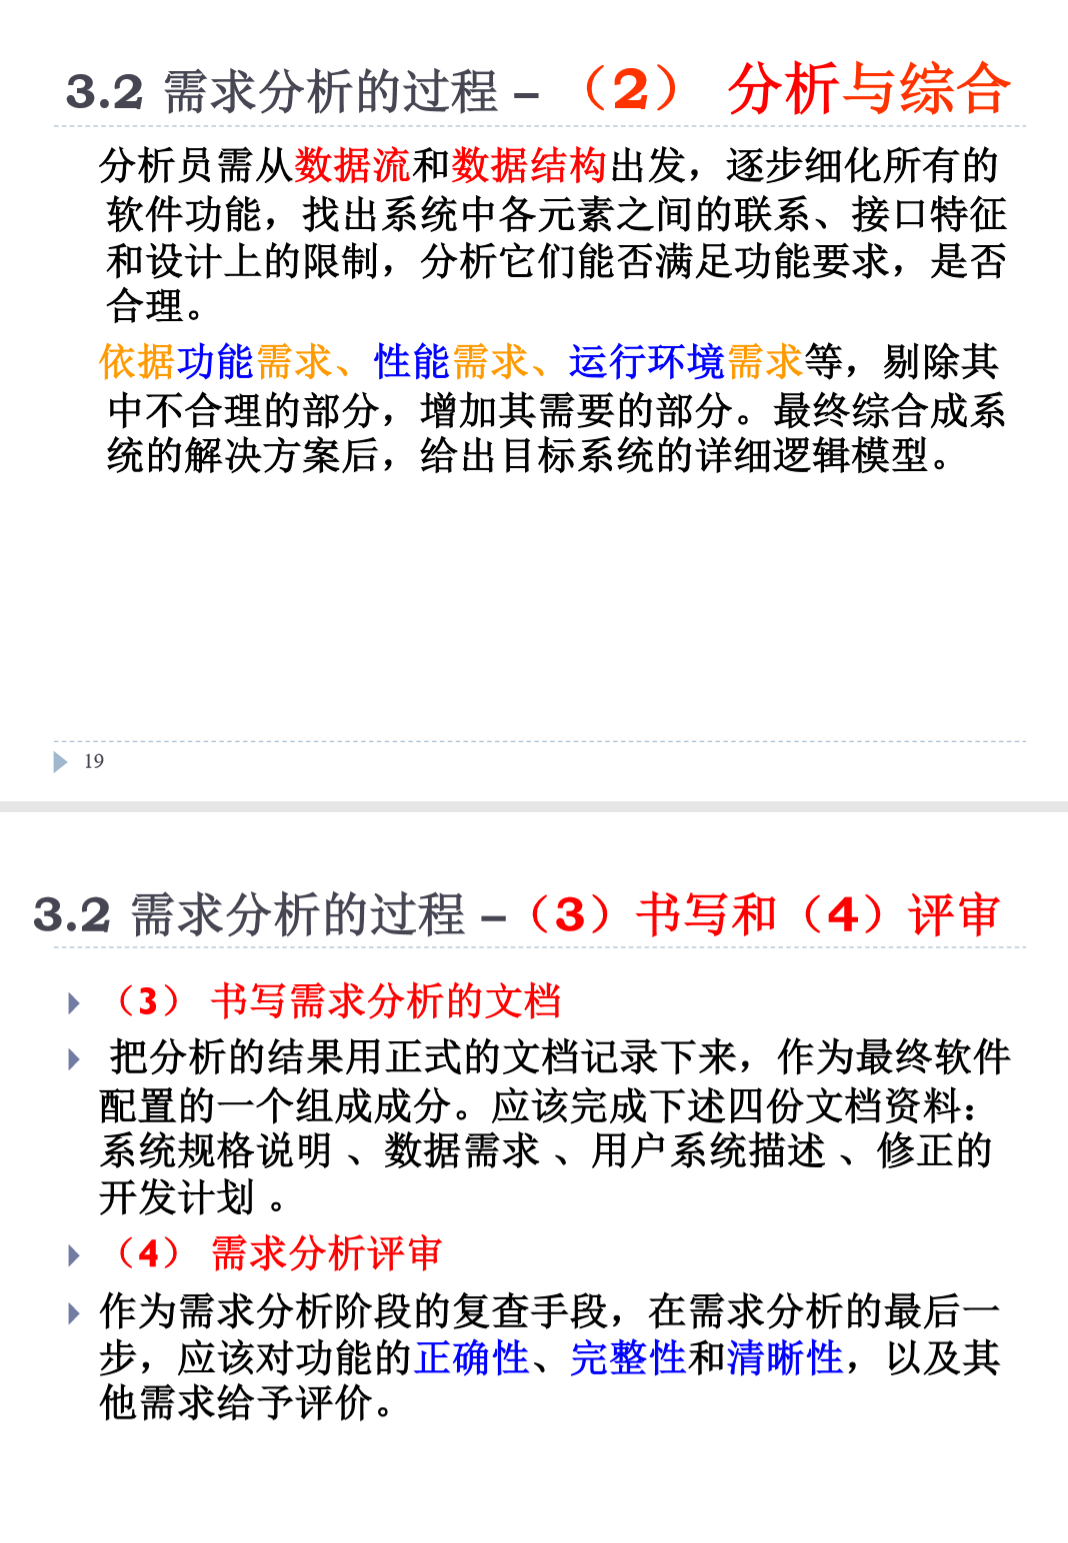 3.2 需求分析的过程 – （2） 分析与综合
分析员需从数据流和数据结构出发，逐步细化所有的
软件功能，找出系统中各元素之间的联系、接口特征
和设计上的限制，分析它们能否满足功能要求，是否
合理。
依据功能需求、性能需求、运行环境需求等，剔除其
中不合理的部分，增加其需要的部分。最终综合成系
统的解决方案后，给出目标系统的详细逻辑模型。
19
3.2 需求分析的过程 –（3）书写和（4）评审
（3） 书写需求分析的文档
把分析的结果用正式的文档记录下来，作为最终软件
配置的一个组成成分。应该完成下述四份文档资料：
系统规格说明 、数据需求 、用户系统描述 、修正的
开发计划 。
（4） 需求分析评审
作为需求分析阶段的复查手段，在需求分析的最后一
步，应该对功能的正确性、完整性和清晰性，以及其
他需求给予评价。